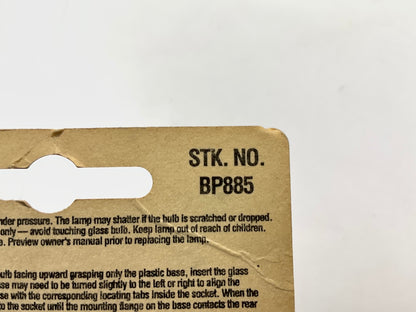 STK. NO.
BP885
nder pressure. The lamp may shatter if the bulb is scratched or dropped.
only — avoid touching glass bulb. Keep lamp out of reach of children.
e. Preview owner's manual prior to replacing the lamp.
ulb facing upward grasping only the plastic base, insert the glass
se may need to be turned slightly to the left or right to align the
se with the corresponding locating tabs inside the socket. When the
to the socket until the mounting flange on the base contacts the rear